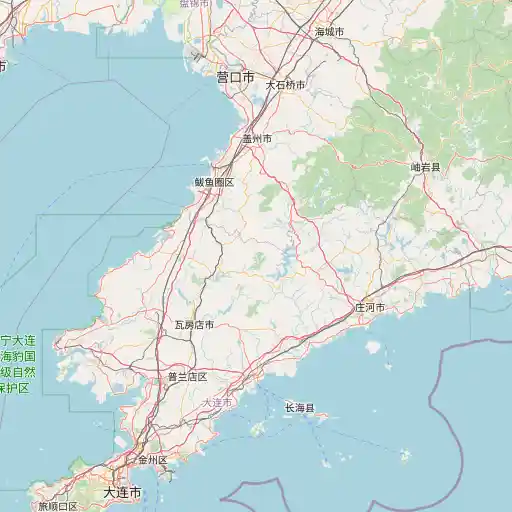 盘锦市
海城市
市
营口市
大石桥市
盖州市
岫岩县
鲅鱼圈区
庄河市
瓦房店市
宁大连
海豹国
级自然
保护区
普兰店区
大连市
长海县
金州区
大连市
旅顺口区